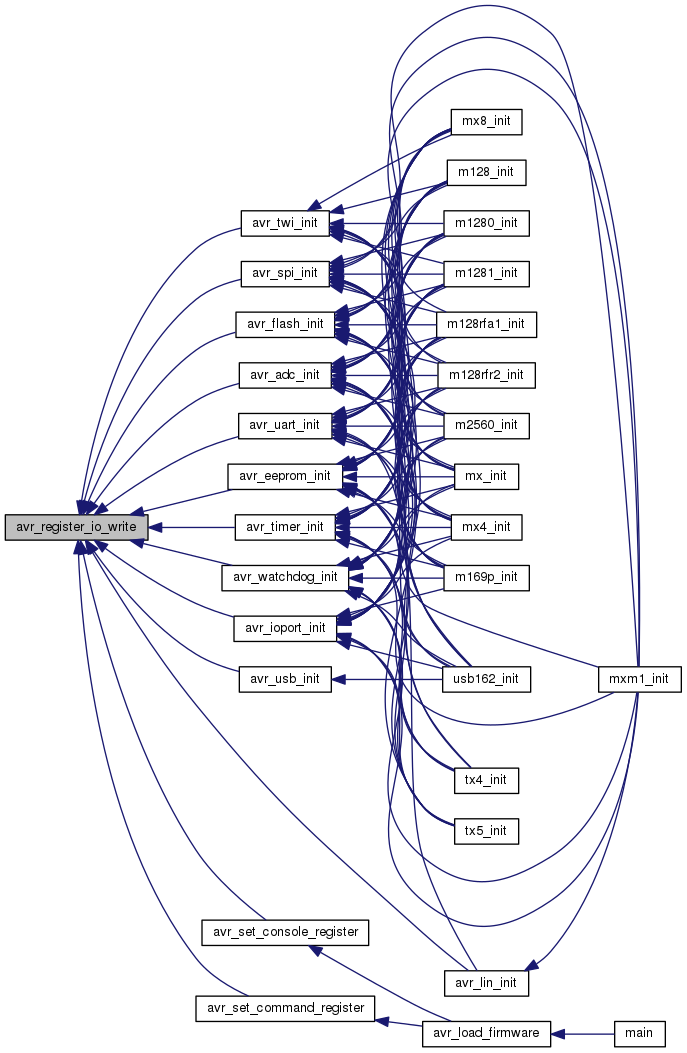 mx8_init
m128_init
avr_twi_init
m1280_init
avr_spi_init
m1281_init
avr_flash_init
m128rfa1_init
avr_adc_init
m128rfr2_init
avr_uart_init
m2560_init
avr_eeprom_init
mx_init
avr_register_io_write
avr_timer_init
mx4_init
avr_watchdog_init
m169p_init
avr_ioport_init
avr_usb_init
usb162_init
mxm1_init
tx4_init
tx5_init
avr_set_console_register
avr_lin_init
avr_set_command_register
avr_load_firmware
main